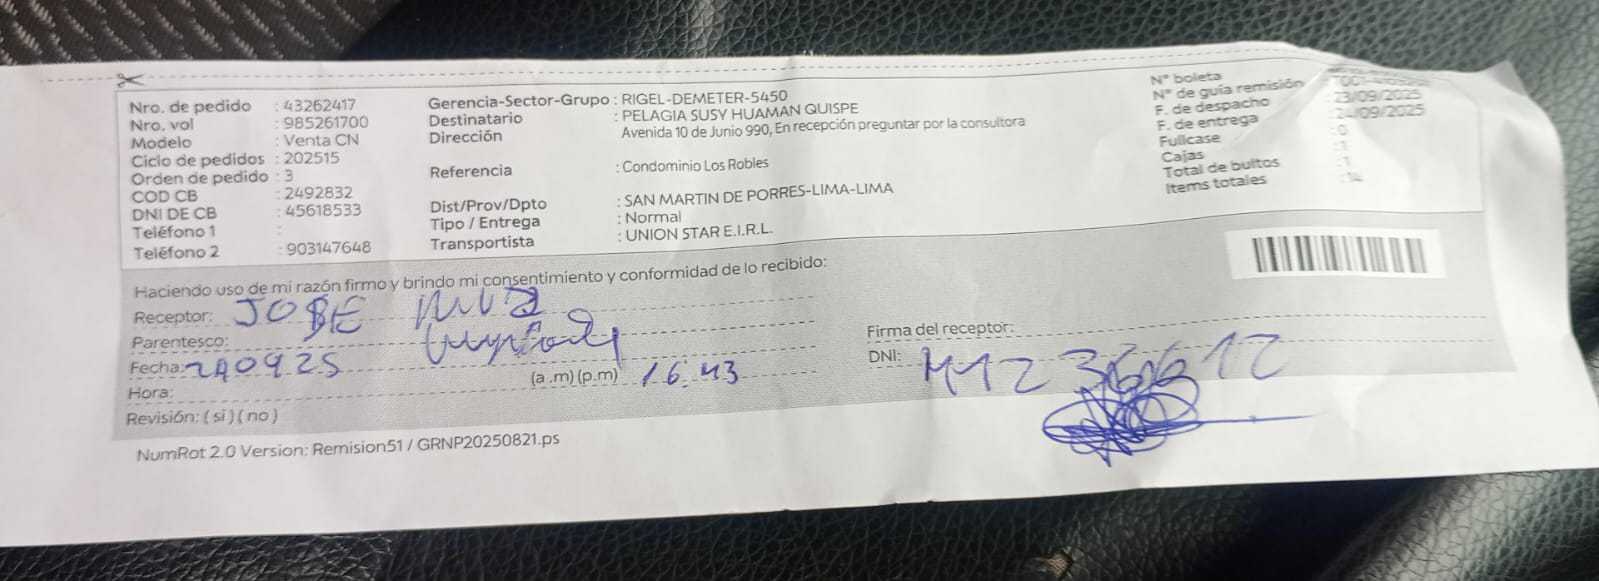 Nro. de pedido : 43262417
Nro. vol : 985261700
Modelo : Venta CN
Ciclo de pedidos : 202515
Orden de pedido : 3
COD CB : 2492832
DNI DE CB : 45618533
Teléfono 1 :
Teléfono 2 : 903147648
Gerencia-Sector-Grupo : RIGEL-DEMETER-5450
Destinatario : PELAGIA SUSY HUAMAN QUISPE
Dirección Avenida 10 de Junio 990, En recepción preguntar por la consultora
Referencia : Condominio Los Robles
Dist/Prov/Dpto : SAN MARTIN DE PORRES-LIMA-LIMA
Tipo / Entrega : Normal
Transportista : UNION STAR E.I.R.L.
N° boleta
N° de guía remisión
F. de despacho : 23/09/2025
F. de entrega : 24/09/2025
Fullcase : 0
Cajas : 1
Total de bultos : 1
Items totales : 14
Haciendo uso de mi razón firmo y brindo mi consentimiento y conformidad de lo recibido:
Receptor: JOSE
Parentesco:
Fecha: 240925
Hora: (a .m) (p.m) 16 43
Revisión: ( si ) ( no )
Firma del receptor:
DNI:
NumRot 2.0 Version: Remision51 / GRNP20250821.ps